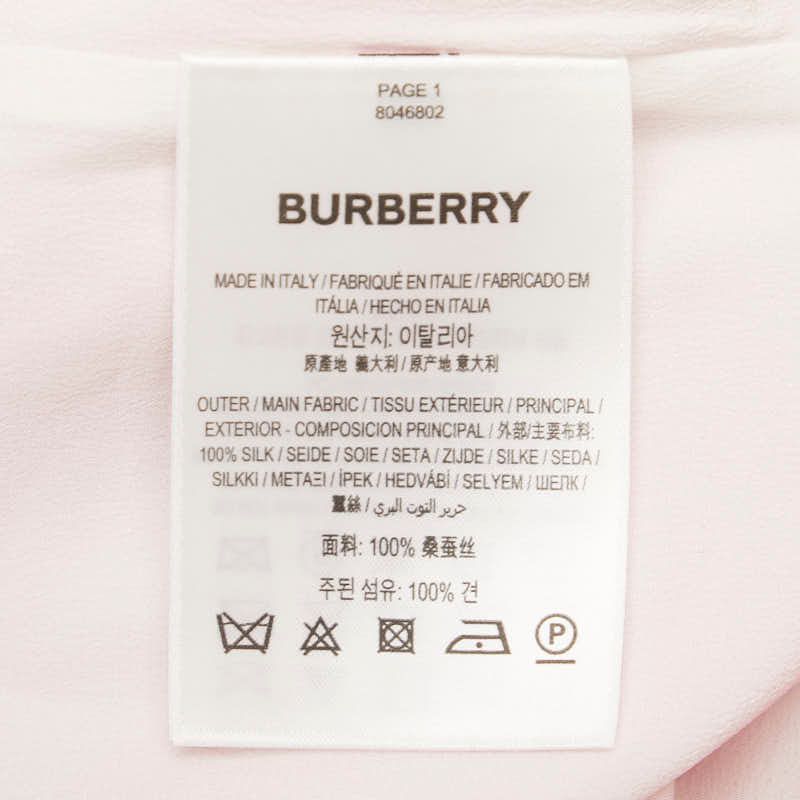 PAGE 1
8046802
BURBERRY
MADE IN ITALY / FABRIQUÉ EN ITALIE / FABRICADO EM
ITÁLIA / HECHO EN ITALIA
원산지: 이탈리아
原產地 義大利 / 原产地 意大利
OUTER / MAIN FABRIC / TISSU EXTÉRIEUR / PRINCIPAL /
EXTERIOR - COMPOSICION PRINCIPAL / 外部/主要布料:
100% SILK / SEIDE / SOIE / SETA / ZIJDE / SILKE / SEDA /
SILKKI / ΜΕΤΑΞΙ / İPEK / HEDVÁBÍ / SELYEM / ШЕЛК /
蠶絲 / حرير التوت البري
面料: 100% 桑蚕丝
주된 섬유: 100% 견
P